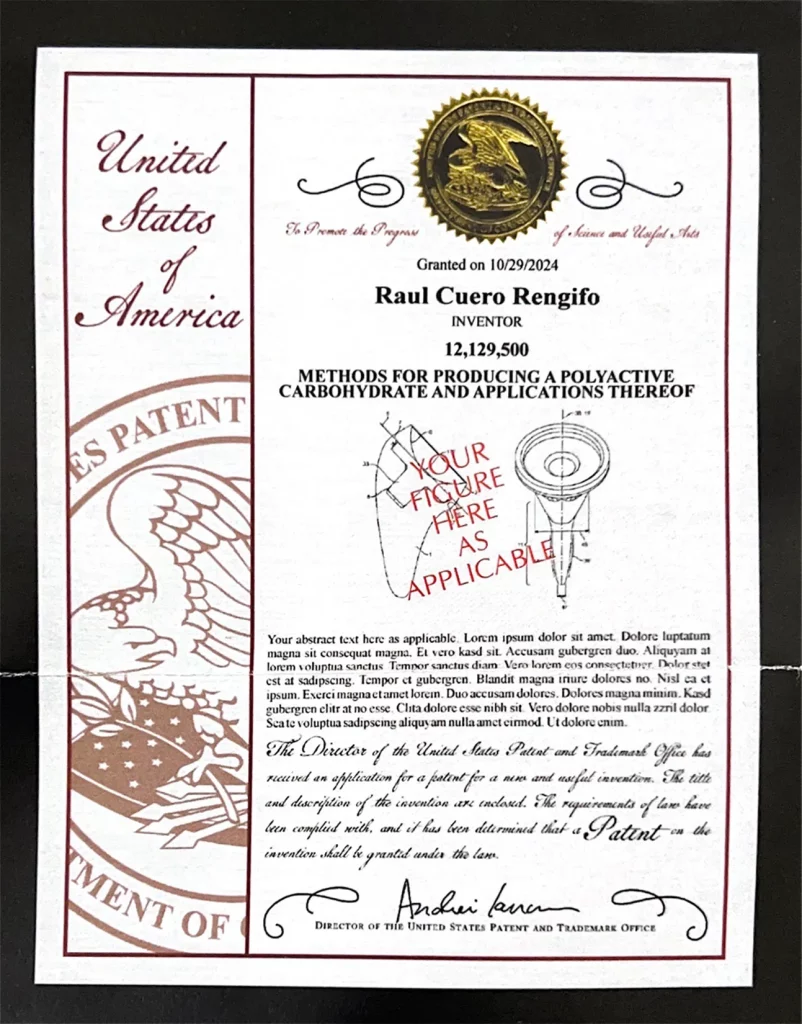 United
States
of
America
To Promote the Progress
of Science and Useful Arts
Granted on 10/29/2024
Raul Cuero Rengifo
INVENTOR
12,129,500
METHODS FOR PRODUCING A POLYACTIVE
CARBOHYDRATE AND APPLICATIONS THEREOF
YOUR
FIGURE
HERE
AS
APPLICABLE
ES PATENT
TMENT OF
Your abstract text here as applicable. Lorem ipsum dolor sit amet. Dolore luptatum
magna sit consequat magna. Et vero kasd sit. Accusam gubergren duo. Aliquyam at
lorem voluptua sanctus. Tempor sanctus diam. Vero lorem eos consectetuer. Dolor stet
est at sadipscing. Tempor et gubergren. Blandit magna iriure dolores no. Nisl ea et
ipsum. Exerci magna et amet lorem. Duo accusam dolores. Dolores magna minim. Kasd
gubergren clitr at no esse. Clita dolore esse nibh sit. Vero dolore nobis nulla zzril dolor.
Sea te voluptua sadipscing aliquyam nulla amet eirmod. Ut dolore enim.
The Director of the United States Patent and Trademark Office has
received an application for a patent for a new and useful invention. The title
and description of the invention are enclosed. The requirements of law have
been complied with, and it has been determined that a Patent on the
invention shall be granted under the law.
DIRECTOR OF THE UNITED STATES PATENT AND TRADEMARK OFFICE